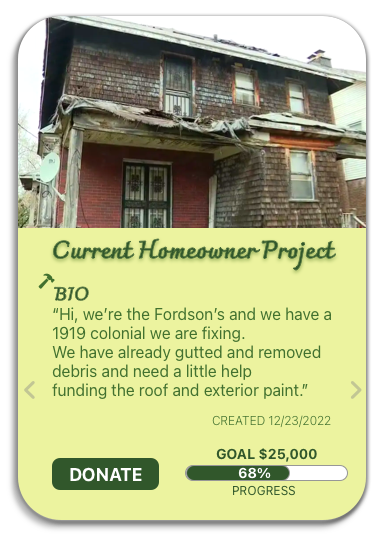 Current Homeowner Project
BIO
“Hi, we’re the Fordson’s and we have a
1919 colonial we are fixing.
We have already gutted and removed
debris and need a little help
funding the roof and exterior paint.”
CREATED 12/23/2022
GOAL $25,000
DONATE
68%
PROGRESS